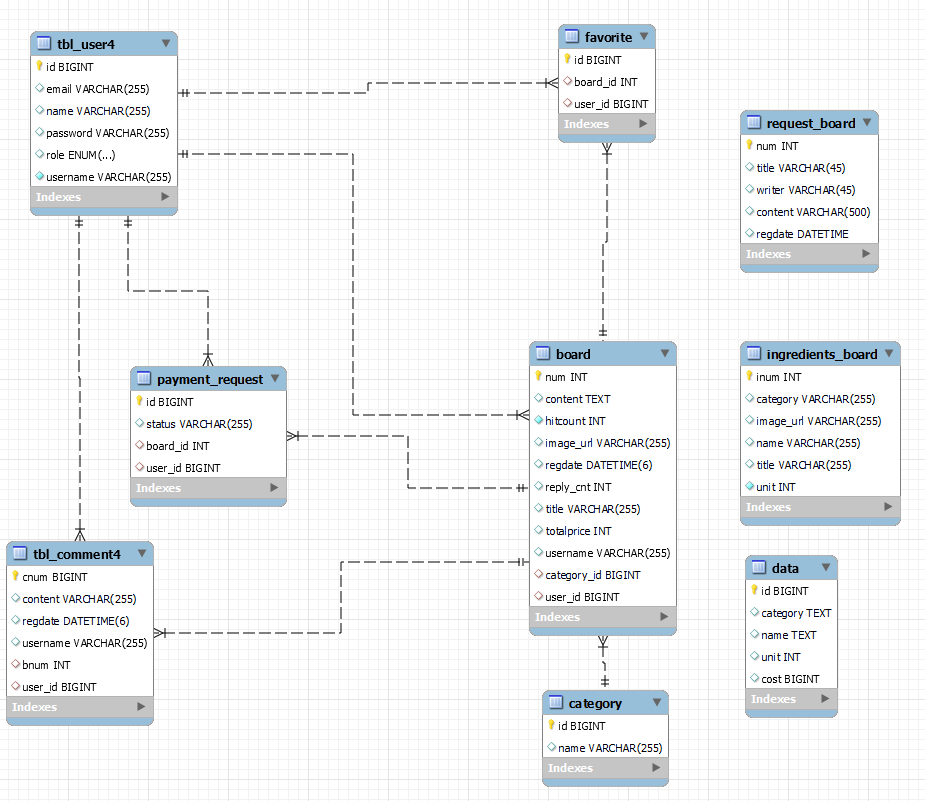 tbl_user4
id BIGINT
email VARCHAR(255)
name VARCHAR(255)
password VARCHAR(255)
role ENUM(...)
username VARCHAR(255)
Indexes
favorite
id BIGINT
board_id INT
user_id BIGINT
Indexes
request_board
num INT
title VARCHAR(45)
writer VARCHAR(45)
content VARCHAR(500)
regdate DATETIME
Indexes
payment_request
id BIGINT
status VARCHAR(255)
board_id INT
user_id BIGINT
Indexes
board
num INT
content TEXT
hitcount INT
image_url VARCHAR(255)
regdate DATETIME(6)
reply_cnt INT
title VARCHAR(255)
totalprice INT
username VARCHAR(255)
category_id BIGINT
user_id BIGINT
Indexes
ingredients_board
inum INT
category VARCHAR(255)
image_url VARCHAR(255)
name VARCHAR(255)
title VARCHAR(255)
unit INT
Indexes
tbl_comment4
cnum BIGINT
content VARCHAR(255)
regdate DATETIME(6)
username VARCHAR(255)
bnum INT
user_id BIGINT
Indexes
data
id BIGINT
category TEXT
name TEXT
unit INT
cost BIGINT
Indexes
category
id BIGINT
name VARCHAR(255)
Indexes